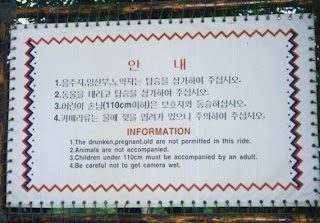 안 내
1.음주자,임산부,노약자는 탑승을 삼가하여 주십시오.
2.동물을 데리고 탑승을 삼가하여 주십시오.
3.어린이 손님(110cm이하)은 보호자와 동승하십시오.
4.카메라류는 물에 젖을 염려가 있으니 주의하여 주십시오.
INFORMATION
1.The drunken,pregnant,old are not permitted in this ride.
2.Animals are not accompanied.
3.Children under 110cm must be accompanied by an adult.
4.Be careful not to get camera wet.